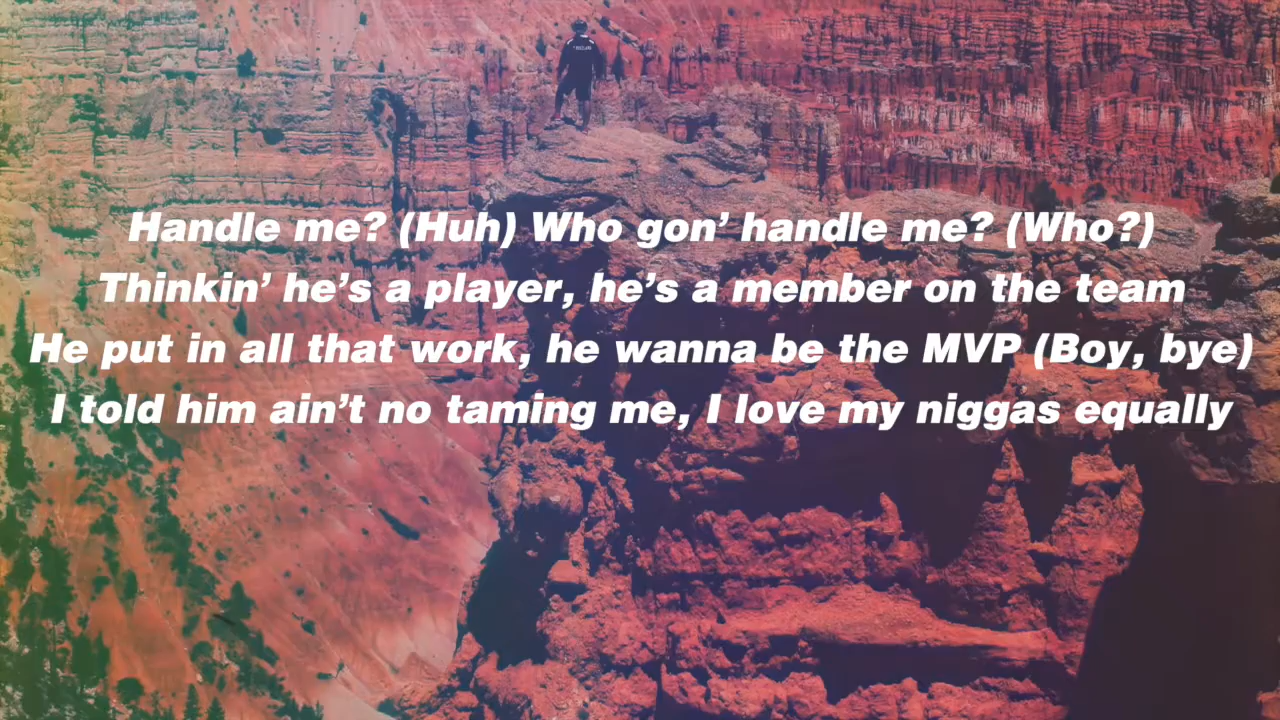 Handle me? (Huh) Who gon’ handle me? (Who?)
Thinkin’ he’s a player, he’s a member on the team
He put in all that work, he wanna be the MVP (Boy, bye)
I told him ain’t no taming me, I love my niggas equally